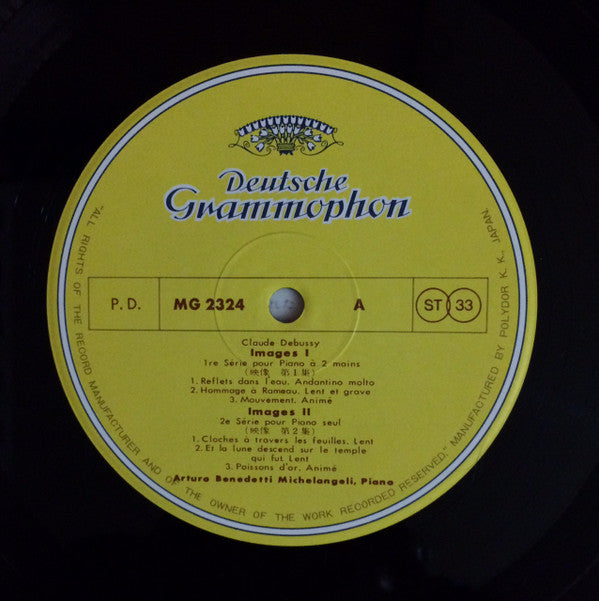 Deutsche
Grammophon
P.D.
MG 2324
A
ST 33
Claude Debussy
Images I
1re Série pour Piano à 2 mains
(映像 第1集)
1. Reflets dans l'eau. Andantino molto
2. Hommage à Rameau. Lent et grave
3. Mouvement. Animé
Images II
2e Série pour Piano seul
(映像 第2集)
1. Cloches à travers les feuilles. Lent
2. Et la lune descend sur le temple
qui fut Lent
3. Poissons d'or. Animé
Arturo Benedetti Michelangeli, Piano
"ALL RIGHTS OF THE RECORD MANUFACTURER AND OF THE OWNER OF THE WORK RECORDED RESERVED." MANUFACTURED BY POLYDOR K. K., JAPAN.